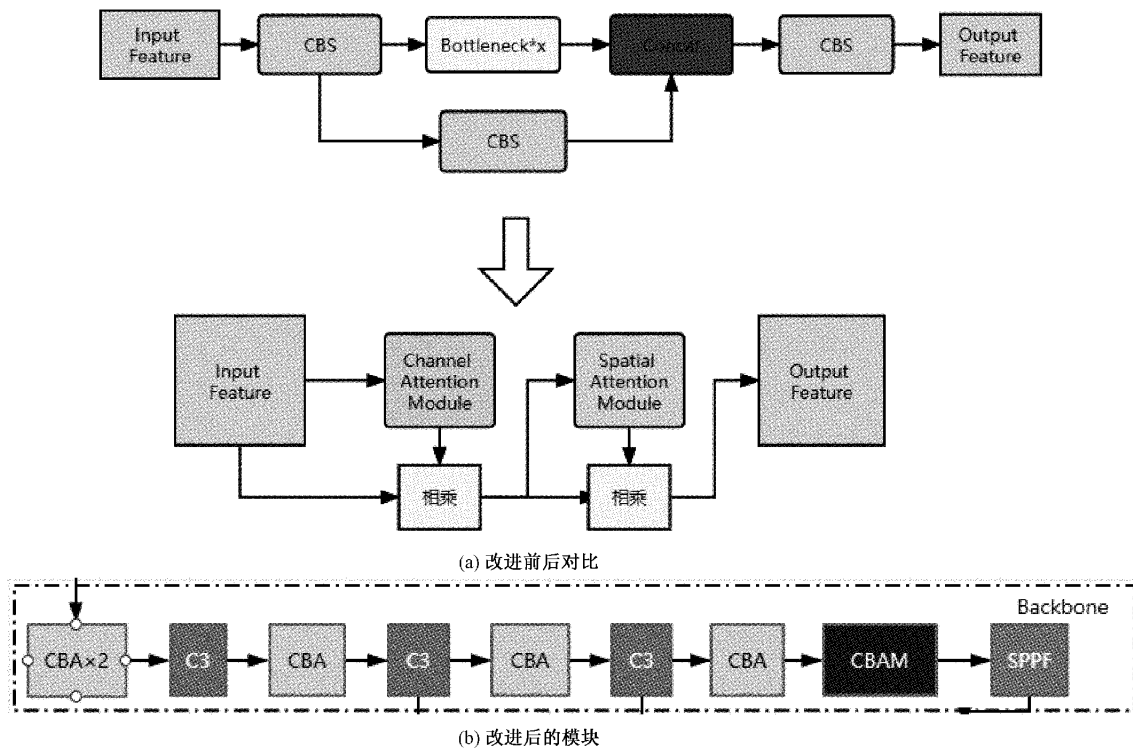 Input
Feature
CBS
Bottleneck*x
Concat
CBS
Output
Feature
CBS
Input
Feature
Channel
Attention
Module
Spatial
Attention
Module
Output
Feature
相乘
相乘
(a) 改进前后对比
Backbone
CBA×2
C3
CBA
C3
CBA
C3
CBA
CBAM
SPPF
(b) 改进后的模块